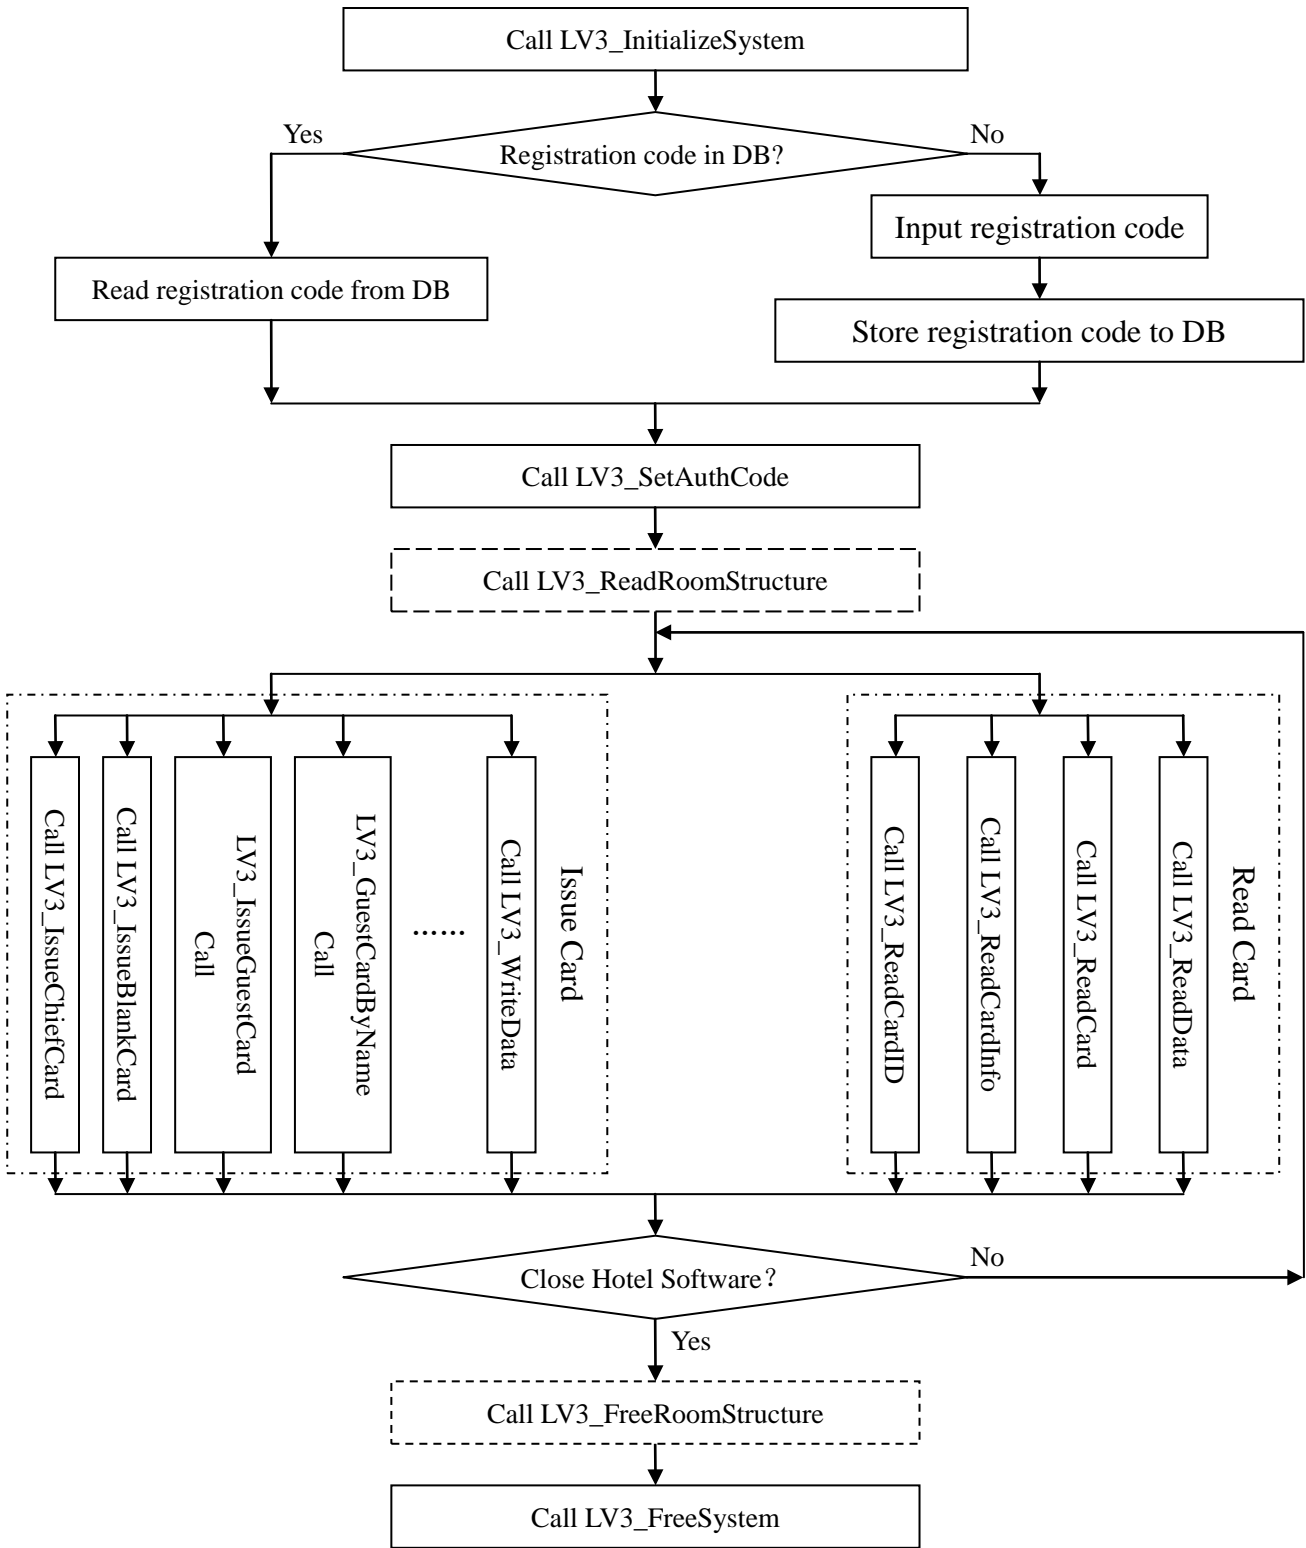 Call LV3_InitializeSystem
Yes
No
Registration code in DB?
Input registration code
Read registration code from DB
Store registration code to DB
Call LV3_SetAuthCode
Call LV3_ReadRoomStructure
Call LV3_IssueChiefCard
Call LV3_IssueBlankCard
LV3_IssueGuestCard
Call
LV3_GuestCardByName
Call
……
Call LV3_WriteData
Issue Card
Call LV3_ReadCardID
Call LV3_ReadCardInfo
Call LV3_ReadCard
Call LV3_ReadData
Read Card
No
Close Hotel Software？
Yes
Call LV3_FreeRoomStructure
Call LV3_FreeSystem